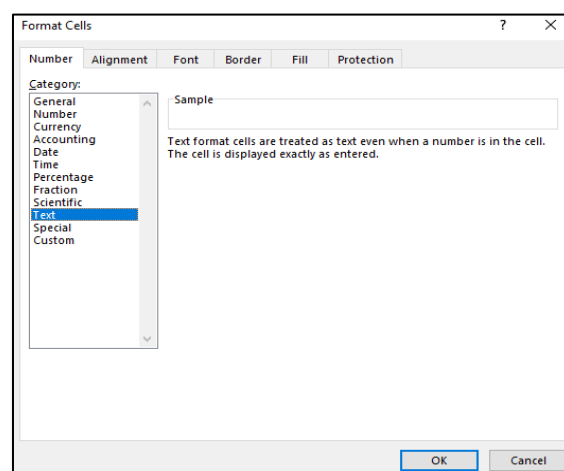 Format Cells ? X
Number Alignment Font Border Fill Protection
Category:
General
Number
Currency
Accounting
Date
Time
Percentage
Fraction
Scientific
Text
Special
Custom
Sample
Text format cells are treated as text even when a number is in the cell.
The cell is displayed exactly as entered.
OK Cancel